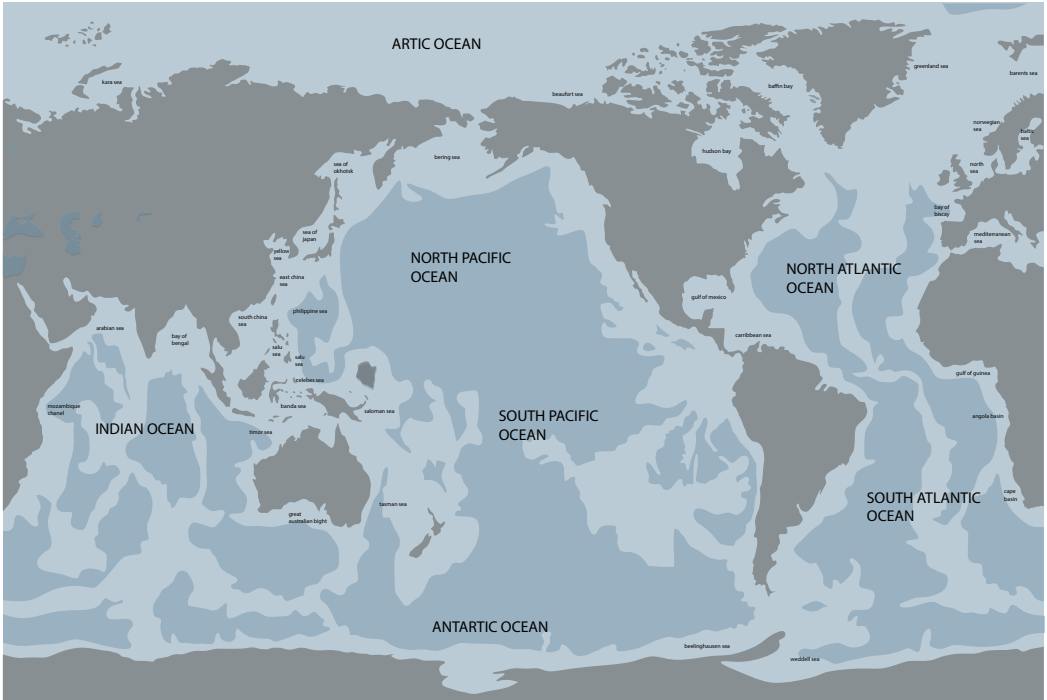 ARTIC OCEAN
greenland sea
barents sea
kara sea
baffin bay
beaufort sea
norwegian
sea
baltic
sea
hudson bay
bering sea
sea of
okhotsk
north
sea
bay of
biscay
sea of
japan
mediterranean
sea
yellow
sea
NORTH PACIFIC
OCEAN
NORTH ATLANTIC
OCEAN
east china
sea
gulf of mexico
philippine sea
south china
sea
arabian sea
bay of
bengal
carribbean sea
salu
sea
salu
sea
gulf of guinea
celebes sea
mozambique
chanel
banda sea
saloman sea
SOUTH PACIFIC
OCEAN
angola basin
INDIAN OCEAN
timor sea
SOUTH ATLANTIC
OCEAN
cape
basin
tasman sea
great
australian bight
ANTARTIC OCEAN
beelinghausen sea
weddell sea